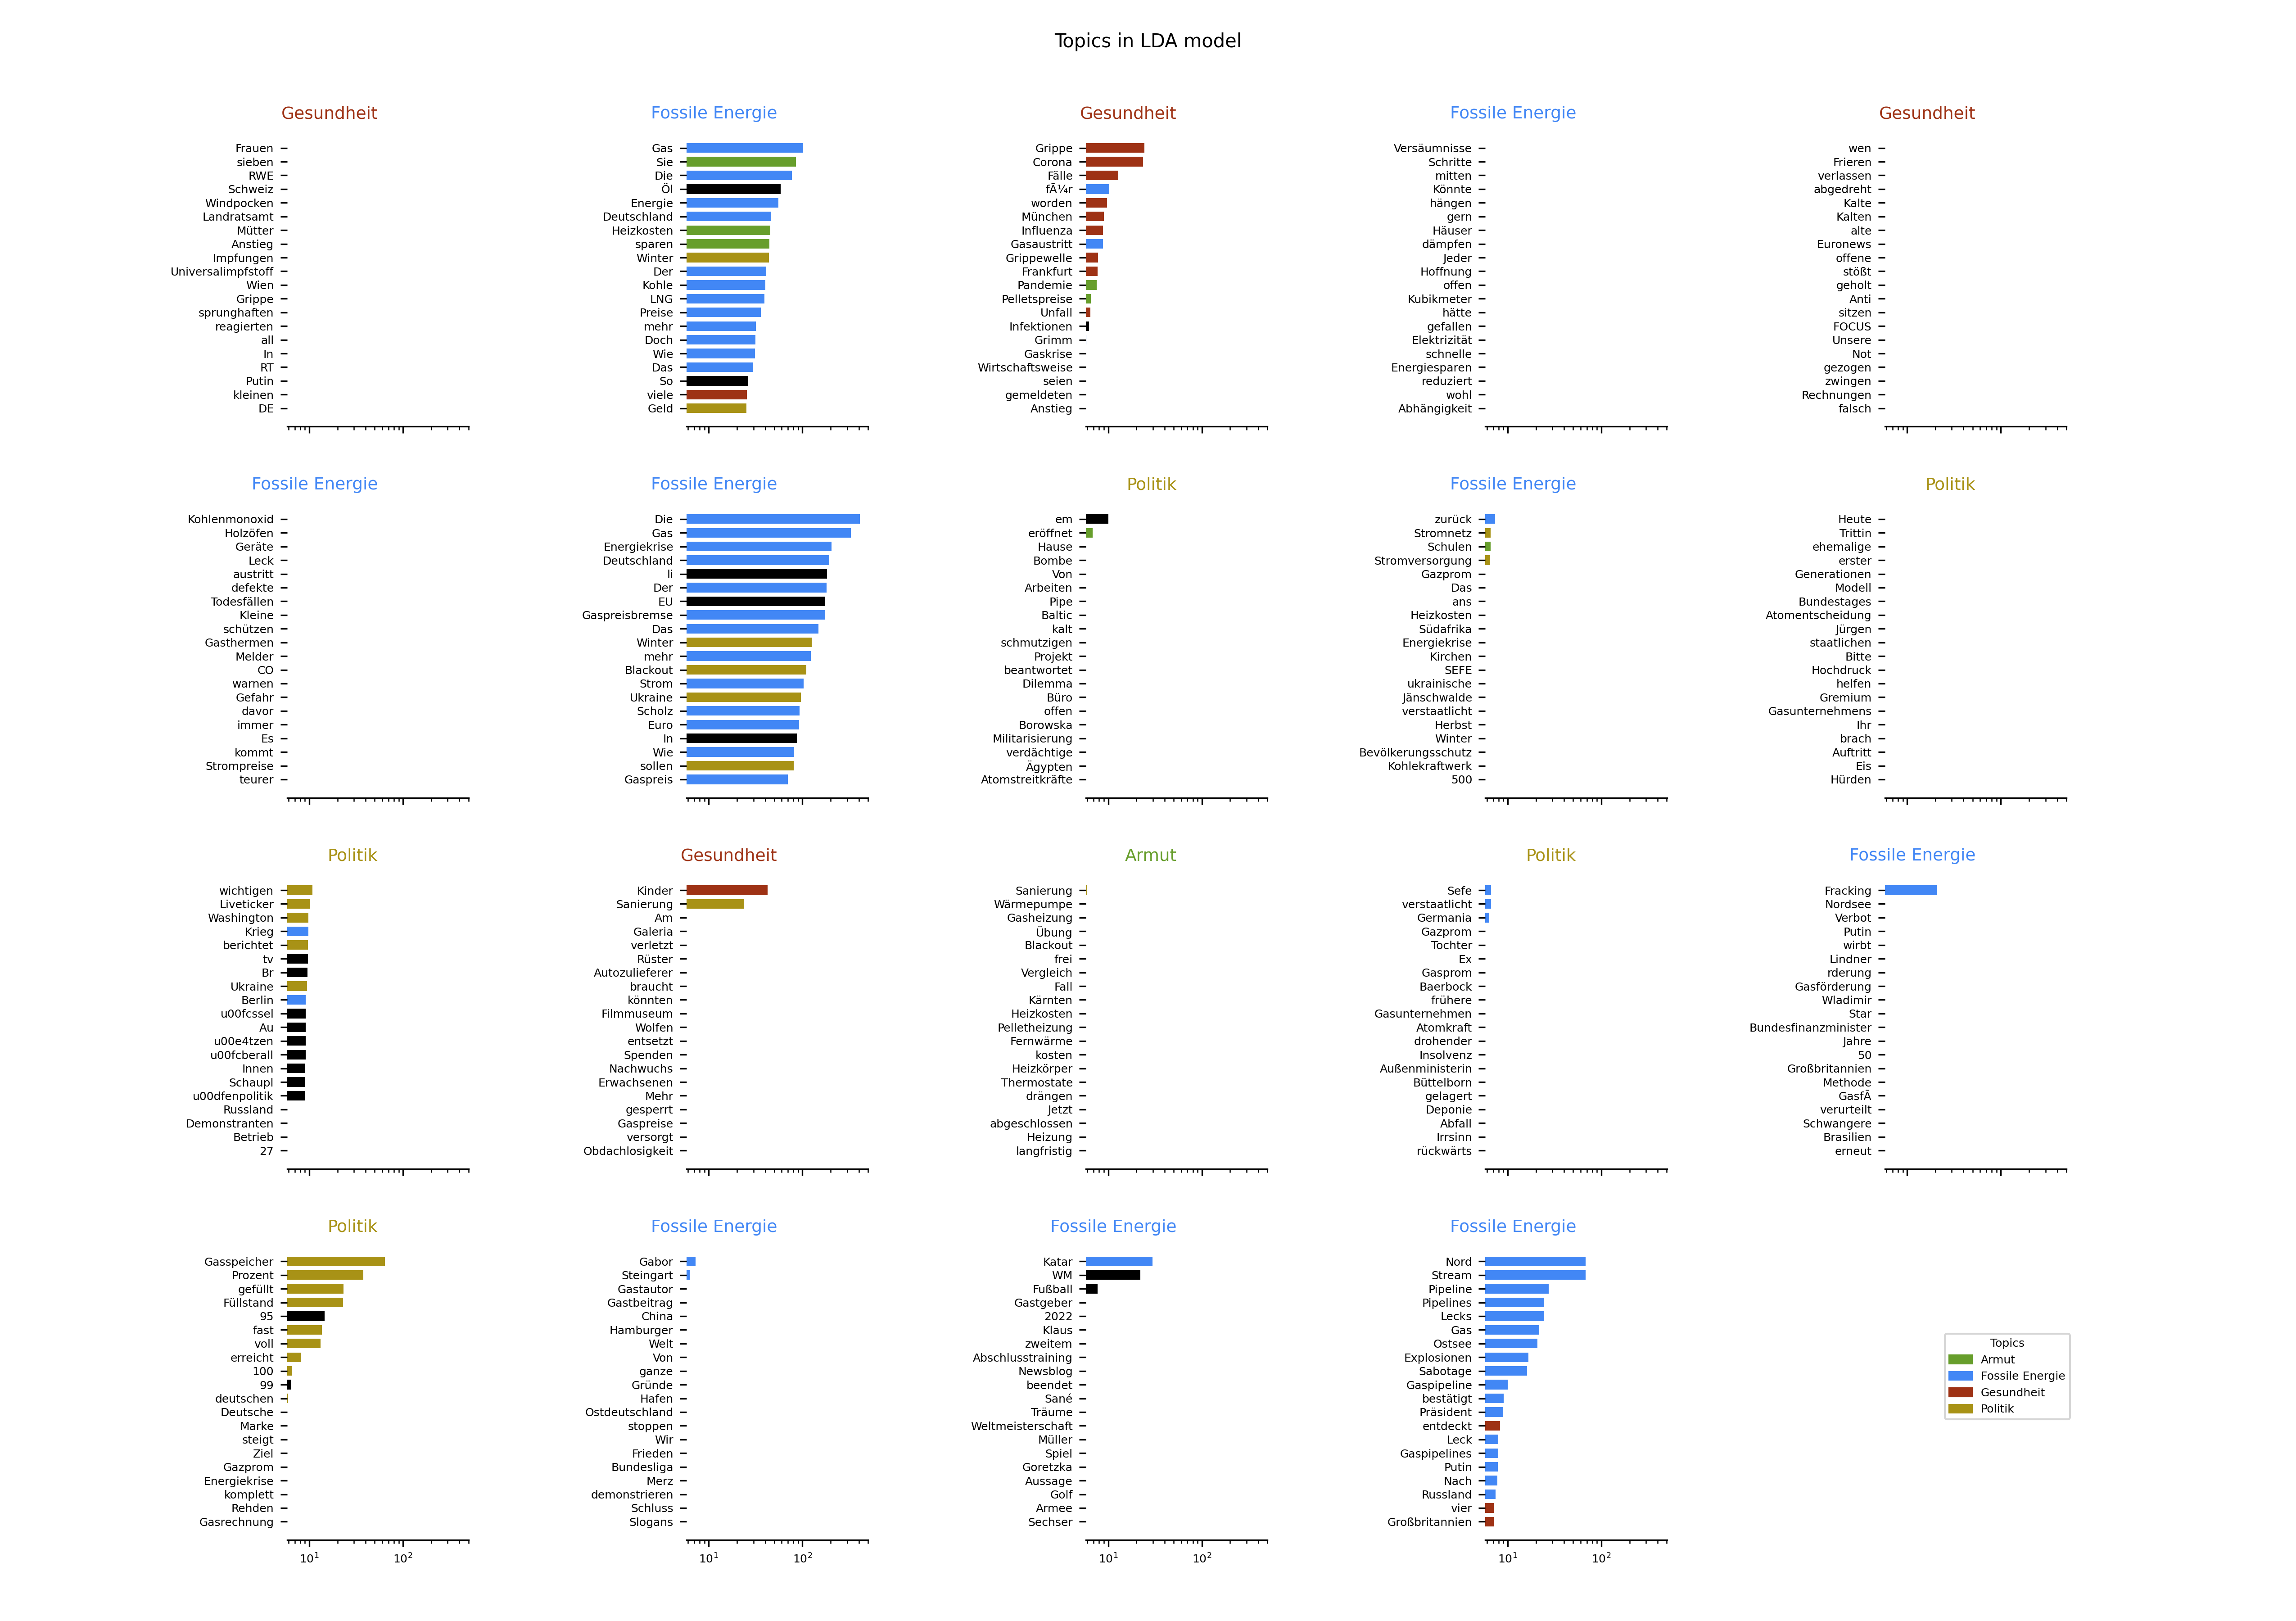 Topics in LDA model
Gesundheit
Frauen
sieben
RWE
Schweiz
Windpocken
Landratsamt
Mütter
Anstieg
Impfungen
Universalimpfstoff
Wien
Grippe
sprunghaften
reagierten
all
In
RT
Putin
kleinen
DE
Fossile Energie
Gas
Sie
Die
Öl
Energie
Deutschland
Heizkosten
sparen
Winter
Der
Kohle
LNG
Preise
mehr
Doch
Wie
Das
So
viele
Geld
Gesundheit
Grippe
Corona
Fälle
fÃ¼r
worden
München
Influenza
Gasaustritt
Grippewelle
Frankfurt
Pandemie
Pelletspreise
Unfall
Infektionen
Grimm
Gaskrise
Wirtschaftsweise
seien
gemeldeten
Anstieg
Fossile Energie
Versäumnisse
Schritte
mitten
Könnte
hängen
gern
Häuser
dämpfen
Jeder
Hoffnung
offen
Kubikmeter
hätte
gefallen
Elektrizität
schnelle
Energiesparen
reduziert
wohl
Abhängigkeit
Gesundheit
wen
Frieren
verlassen
abgedreht
Kalte
Kalten
alte
Euronews
offene
stößt
geholt
Anti
sitzen
FOCUS
Unsere
Not
gezogen
zwingen
Rechnungen
falsch
Fossile Energie
Kohlenmonoxid
Holzöfen
Geräte
Leck
austritt
defekte
Todesfällen
Kleine
schützen
Gasthermen
Melder
CO
warnen
Gefahr
davor
immer
Es
kommt
Strompreise
teurer
Fossile Energie
Die
Gas
Energiekrise
Deutschland
li
Der
EU
Gaspreisbremse
Das
Winter
mehr
Blackout
Strom
Ukraine
Scholz
Euro
In
Wie
sollen
Gaspreis
Politik
em
eröffnet
Hause
Bombe
Von
Arbeiten
Pipe
Baltic
kalt
schmutzigen
Projekt
beantwortet
Dilemma
Büro
offen
Borowska
Militarisierung
verdächtige
Ägypten
Atomstreitkräfte
Fossile Energie
zurück
Stromnetz
Schulen
Stromversorgung
Gazprom
Das
ans
Heizkosten
Südafrika
Energiekrise
Kirchen
SEFE
ukrainische
Jänschwalde
verstaatlicht
Herbst
Winter
Bevölkerungsschutz
Kohlekraftwerk
500
Politik
Heute
Trittin
ehemalige
erster
Generationen
Modell
Bundestages
Atomentscheidung
Jürgen
staatlichen
Bitte
Hochdruck
helfen
Gremium
Gasunternehmens
Ihr
brach
Auftritt
Eis
Hürden
Politik
wichtigen
Liveticker
Washington
Krieg
berichtet
tv
Br
Ukraine
Berlin
u00fcssel
Au
u00e4tzen
u00fcberall
Innen
Schaupl
u00dfenpolitik
Russland
Demonstranten
Betrieb
27
Gesundheit
Kinder
Sanierung
Am
Galeria
verletzt
Rüster
Autozulieferer
braucht
könnten
Filmmuseum
Wolfen
entsetzt
Spenden
Nachwuchs
Erwachsenen
Mehr
gesperrt
Gaspreise
versorgt
Obdachlosigkeit
Armut
Sanierung
Wärmepumpe
Gasheizung
Übung
Blackout
frei
Vergleich
Fall
Kärnten
Heizkosten
Pelletheizung
Fernwärme
kosten
Heizkörper
Thermostate
drängen
Jetzt
abgeschlossen
Heizung
langfristig
Politik
Sefe
verstaatlicht
Germania
Gazprom
Tochter
Ex
Gasprom
Baerbock
frühere
Gasunternehmen
Atomkraft
drohender
Insolvenz
Außenministerin
Büttelborn
gelagert
Deponie
Abfall
Irrsinn
rückwärts
Fossile Energie
Fracking
Nordsee
Verbot
Putin
wirbt
Lindner
rderung
Gasförderung
Wladimir
Star
Bundesfinanzminister
Jahre
50
Großbritannien
Methode
GasfÃ
verurteilt
Schwangere
Brasilien
erneut
Politik
Gasspeicher
Prozent
gefüllt
Füllstand
95
fast
voll
erreicht
100
99
deutschen
Deutsche
Marke
steigt
Ziel
Gazprom
Energiekrise
komplett
Rehden
Gasrechnung
10¹ 10²
Fossile Energie
Gabor
Steingart
Gastautor
Gastbeitrag
China
Hamburger
Welt
Von
ganze
Gründe
Hafen
Ostdeutschland
stoppen
Wir
Frieden
Bundesliga
Merz
demonstrieren
Schluss
Slogans
10¹ 10²
Fossile Energie
Katar
WM
Fußball
Gastgeber
2022
Klaus
zweitem
Abschlusstraining
Newsblog
beendet
Sané
Träume
Weltmeisterschaft
Müller
Spiel
Goretzka
Aussage
Golf
Armee
Sechser
10¹ 10²
Fossile Energie
Nord
Stream
Pipeline
Pipelines
Lecks
Gas
Ostsee
Explosionen
Sabotage
Gaspipeline
bestätigt
Präsident
entdeckt
Leck
Gaspipelines
Putin
Nach
Russland
vier
Großbritannien
10¹ 10²
Topics
Armut
Fossile Energie
Gesundheit
Politik